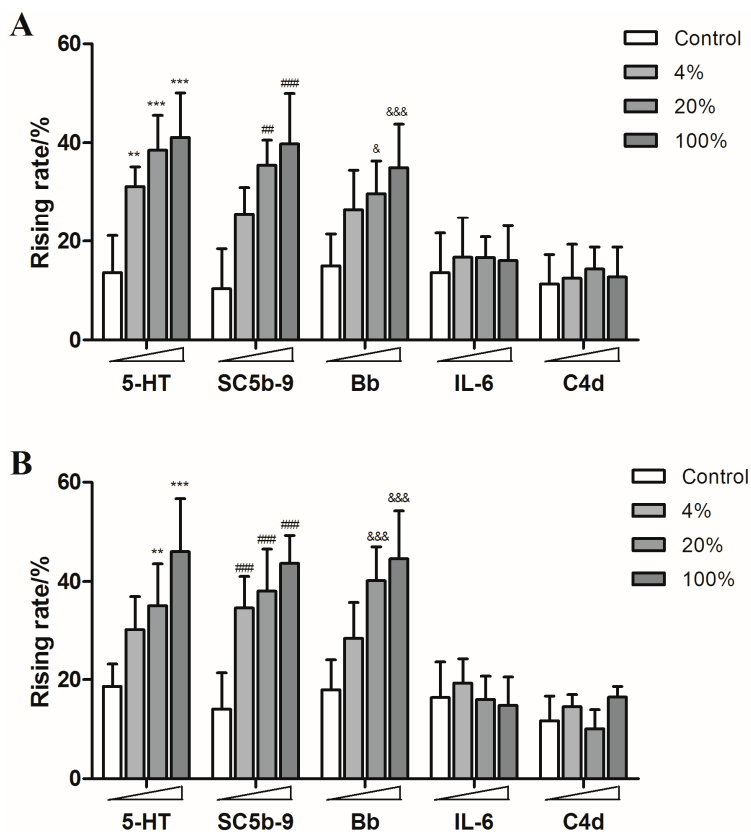 A
60
40
20
0
Rising rate/%
Control
4%
20%
100%
** *** ***
## ###
& &&&
5-HT SC5b-9 Bb IL-6 C4d
B
60
40
20
0
Rising rate/%
Control
4%
20%
100%
** ***
### ### ###
&&& &&&
5-HT SC5b-9 Bb IL-6 C4d